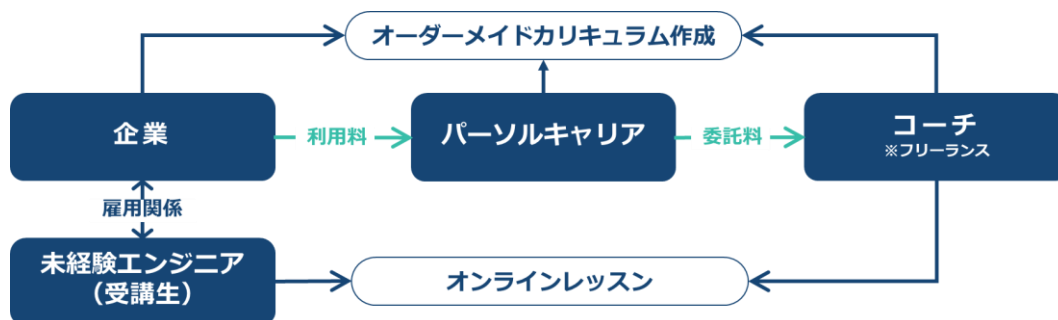 オーダーメイドカリキュラム作成
企業
利用料
パーソルキャリア
委託料
コーチ
※フリーランス
雇用関係
未経験エンジニア
（受講生）
オンラインレッスン